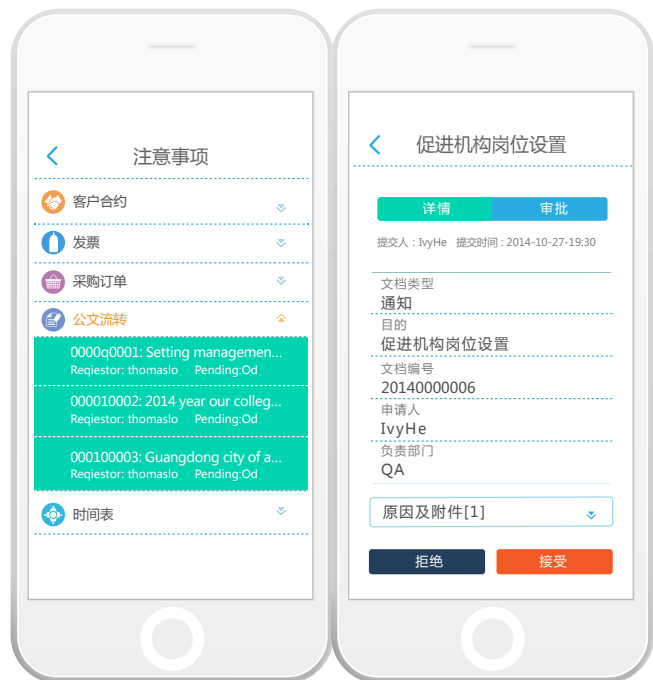 注意事项
客户合约
发票
采购订单
公文流转
0000q0001: Setting managemen...
Reqiestor: thomaslo Pending:Od
000010002: 2014 year our colleg...
Reqiestor: thomaslo Pending:Od
000100003: Guangdong city of a...
Reqiestor: thomaslo Pending:Od
时间表
促进机构岗位设置
详情 审批
提交人：IvyHe 提交时间：2014-10-27-19:30
文档类型
通知
目的
促进机构岗位设置
文档编号
20140000006
申请人
IvyHe
负责部门
QA
原因及附件[1]
拒绝 接受